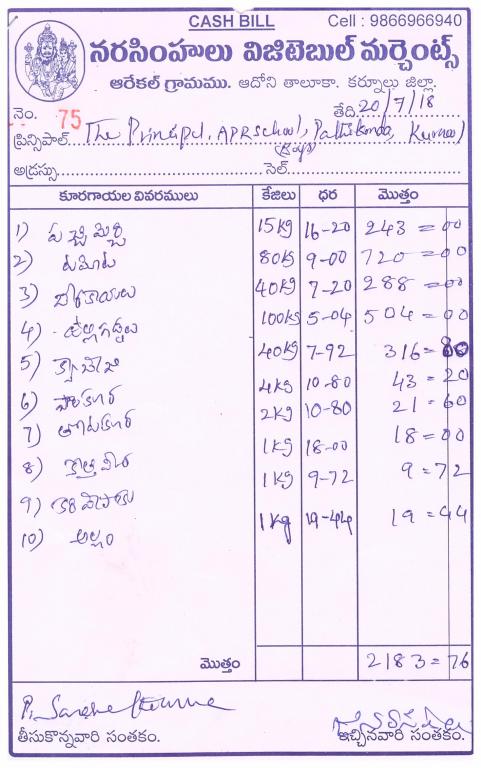 CASH BILL Cell : 9866966940
నరసింహులు విజిటెబుల్ మర్చెంట్స్
ఆరేకల్ గ్రామము. ఆదోని తాలూకా. కర్నూలు జిల్లా.
నెం. 75 తేది 20/7/18
ప్రిన్సిపాల్ The Principal. APRSchool, Pattikonda, Kurnool
(Boys)
అడ్రస్సు సెల్
కూరగాయల వివరములు కేజిలు ధర మొత్తం
1) పచ్చిమిర్చి 15kg 16-20 243=00
2) టమోట 80kg 9-00 720=00
3) 40kg 7-20 288=00
4) ఉల్లగడ్డలు 100kg 5-04 504=00
5) క్యాబేజి 40kg 7-92 316=80
6) పాలకూర 4kg 10-80 43=20
7) తోటకూర 2kg 10-80 21=60
8) కొత్తమీర 1kg 18-00 18=00
9) కరివేపాకు 1kg 9-72 9=72
10) అల్లం 1kg 19-44 19=44
మొత్తం 2183=76
తీసుకొన్నవారి సంతకం. ఇచ్చినవారి సంతకం.